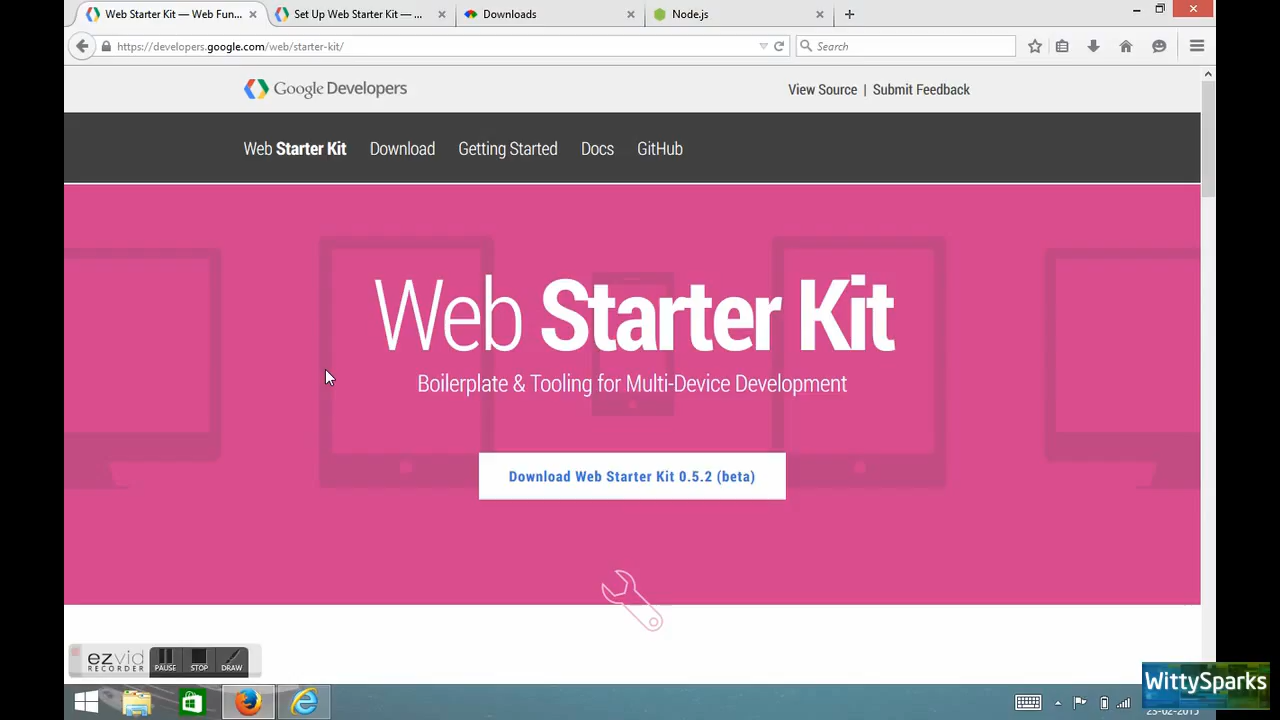 Web Starter Kit — Web Fun...
Set Up Web Starter Kit — ...
Downloads
Node.js
https://developers.google.com/web/starter-kit/
Search
Google Developers
View Source | Submit Feedback
Web Starter Kit
Download
Getting Started
Docs
GitHub
Web Starter Kit
Boilerplate & Tooling for Multi-Device Development
Download Web Starter Kit 0.5.2 (beta)
ezvid
RECORDER
PAUSE
STOP
DRAW
WittySparks
23-02-2015